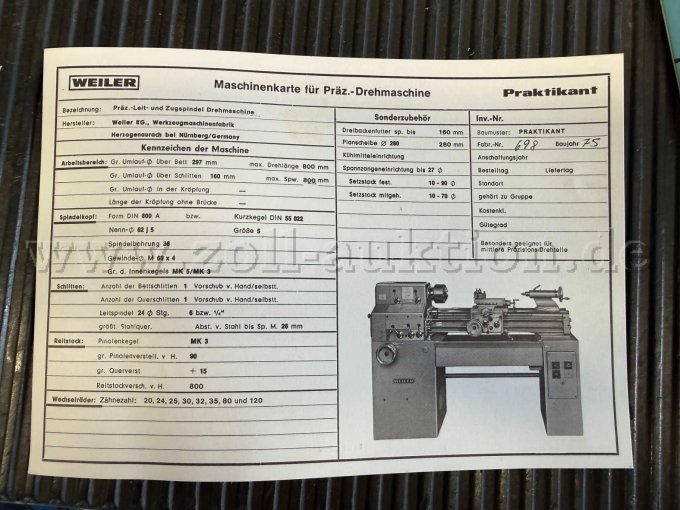 WEILER
Maschinenkarte für Präz.-Drehmaschine
Praktikant
Bezeichnung: Präz.-Leit- und Zugspindel Drehmaschine
Hersteller: Weiler KG., Werkzeugmaschinenfabrik
Herzogenaurach bei Nürnberg/Germany
Kennzeichen der Maschine
Arbeitsbereich: Gr. Umlauf-∅ über Bett 297 mm max. Drehlänge 800 mm
Gr. Umlauf-∅ über Schlitten 160 mm max. Spw. 800 mm
Gr. Umlauf-∅ in der Kröpfung —
Länge der Kröpfung ohne Brücke —
Spindelkopf: Form DIN 800 A bzw. Kurzkegel DIN 55 022
Nenn-∅ 62 j 5 Größe 5
Spindelbohrung 36
Gewinde-∅ M 60 x 4
Gr. d. Innenkegels MK 5/MK 3
Schlitten: Anzahl der Bettschlitten 1 Vorschub v. Hand/selbstt.
Anzahl der Querschlitten 1 Vorschub v. Hand/selbstt.
Leitspindel 24 ∅ Stg. 6 bzw. ¼"
größt. Stahlquer. Abst. v. Stahl bis Sp. M. 26 mm
Reitstock: Pinolenkegel MK 3
gr. Pinolenverstell. v H. 90
gr. Querverst + 15
Reitstockversch. v. H 800
Wechselräder: Zähnezahl: 20, 24, 25, 30, 32, 35, 80 und 120
Sonderzubehör
Dreibackenfutter sp. bis 160 mm
Planscheibe ∅ 280 280 mm
Kühlmitteleinrichtung
Spannzangeneinrichtung bis 27 ∅
Setzstock fest. 10 - 90 ∅
Setzstock mitgeh. 10 - 70 ∅
Inv.-Nr.
Baumuster: PRAKTIKANT
Fabr.-Nr. 698 Baujahr 75
Anschaffungsjahr
Bestelltag Liefertag
Standort
gehört zu Gruppe
Kostenkl.
Gütegrad
Besonders geeignet für
mittlere Präzisions-Drehteile
WEILER
www.zoll-auktion.de